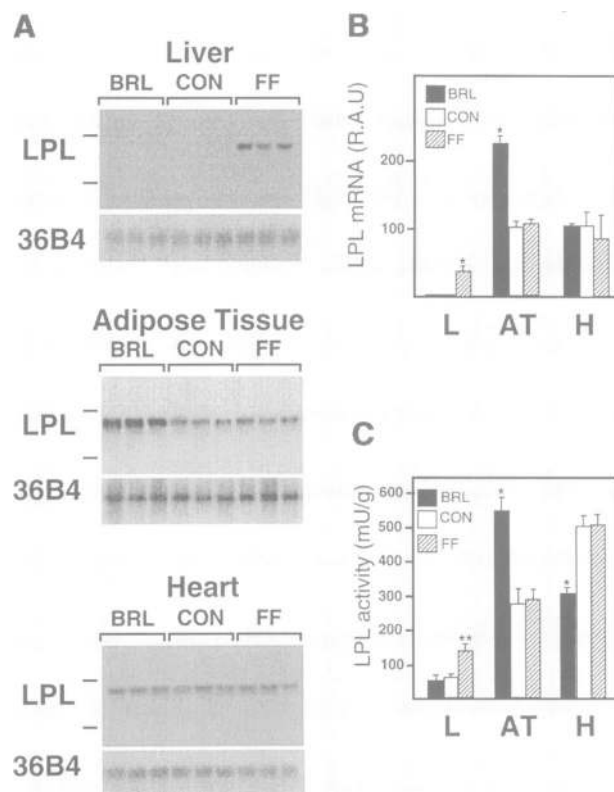 A
Liver
BRL CON FF
LPL
36B4
Adipose Tissue
BRL CON FF
LPL
36B4
Heart
BRL CON FF
LPL
36B4
B
LPL mRNA (R.A.U)
200
100
BRL
CON
FF
*
*
L AT H
C
LPL activity (mU/g)
600
500
400
300
200
100
BRL
CON
FF
**
*
*
L AT H